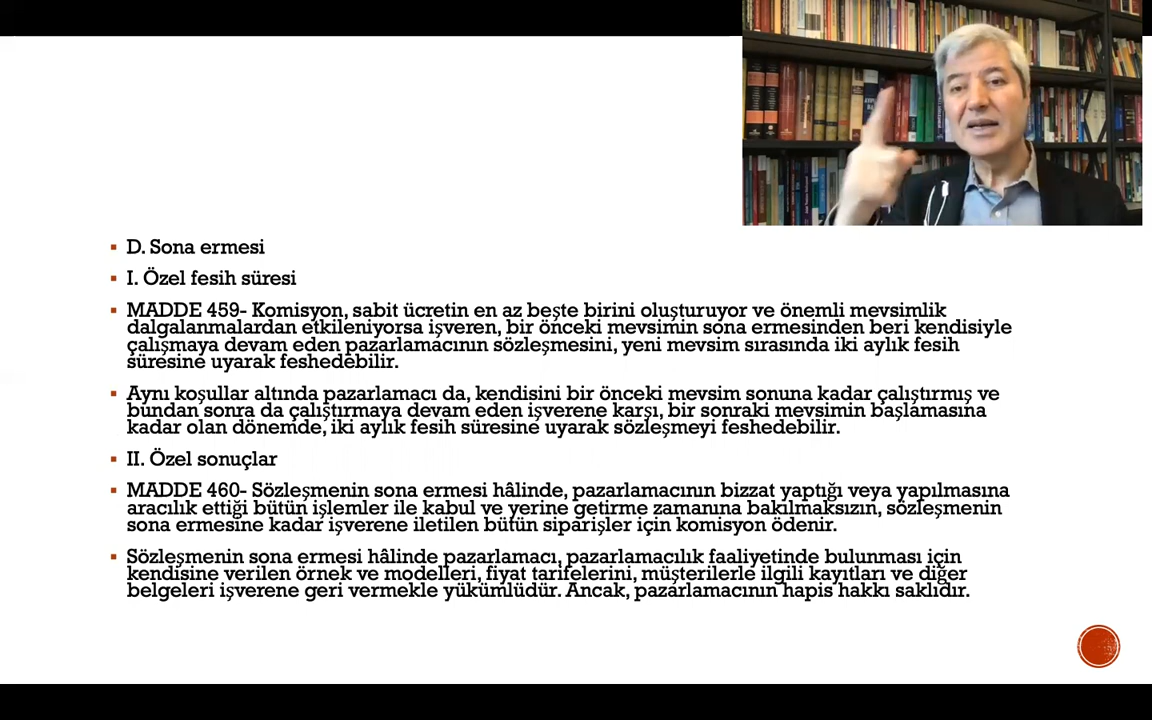 D. Sona ermesi
I. Özel fesih süresi
MADDE 459- Komisyon, sabit ücretin en az beşte birini oluşturuyor ve önemli mevsimlik
dalgalanmalardan etkileniyorsa işveren, bir önceki mevsimin sona ermesinden beri kendisiyle
çalışmaya devam eden pazarlamacının sözleşmesini, yeni mevsim sırasında iki aylık fesih
süresine uyarak feshedebilir.
Aynı koşullar altında pazarlamacı da, kendisini bir önceki mevsim sonuna kadar çalıştırmış ve
bundan sonra da çalıştırmaya devam eden işverene karşı, bir sonraki mevsimin başlamasına
kadar olan dönemde, iki aylık fesih süresine uyarak sözleşmeyi feshedebilir.
II. Özel sonuçlar
MADDE 460- Sözleşmenin sona ermesi hâlinde, pazarlamacının bizzat yaptığı veya yapılmasına
aracılık ettiği bütün işlemler ile kabul ve yerine getirme zamanına bakılmaksızın, sözleşmenin
sona ermesine kadar işverene iletilen bütün siparişler için komisyon ödenir.
Sözleşmenin sona ermesi hâlinde pazarlamacı, pazarlamacılık faaliyetinde bulunması için
kendisine verilen örnek ve modelleri, fiyat tarifelerini, müşterilerle ilgili kayıtları ve diğer
belgeleri işverene geri vermekle yükümlüdür. Ancak, pazarlamacının hapis hakkı saklıdır.